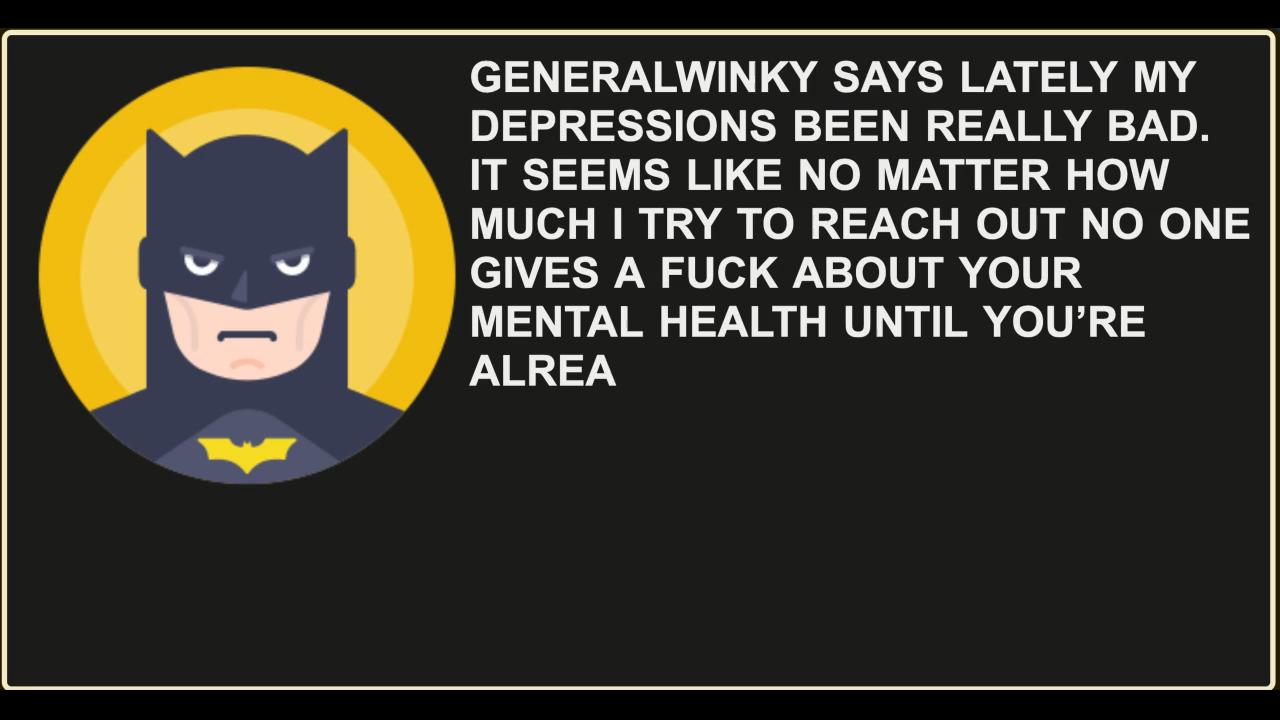 GENERALWINKY SAYS LATELY MY
DEPRESSIONS BEEN REALLY BAD.
IT SEEMS LIKE NO MATTER HOW
MUCH I TRY TO REACH OUT NO ONE
GIVES A FUCK ABOUT YOUR
MENTAL HEALTH UNTIL YOU’RE
ALREA